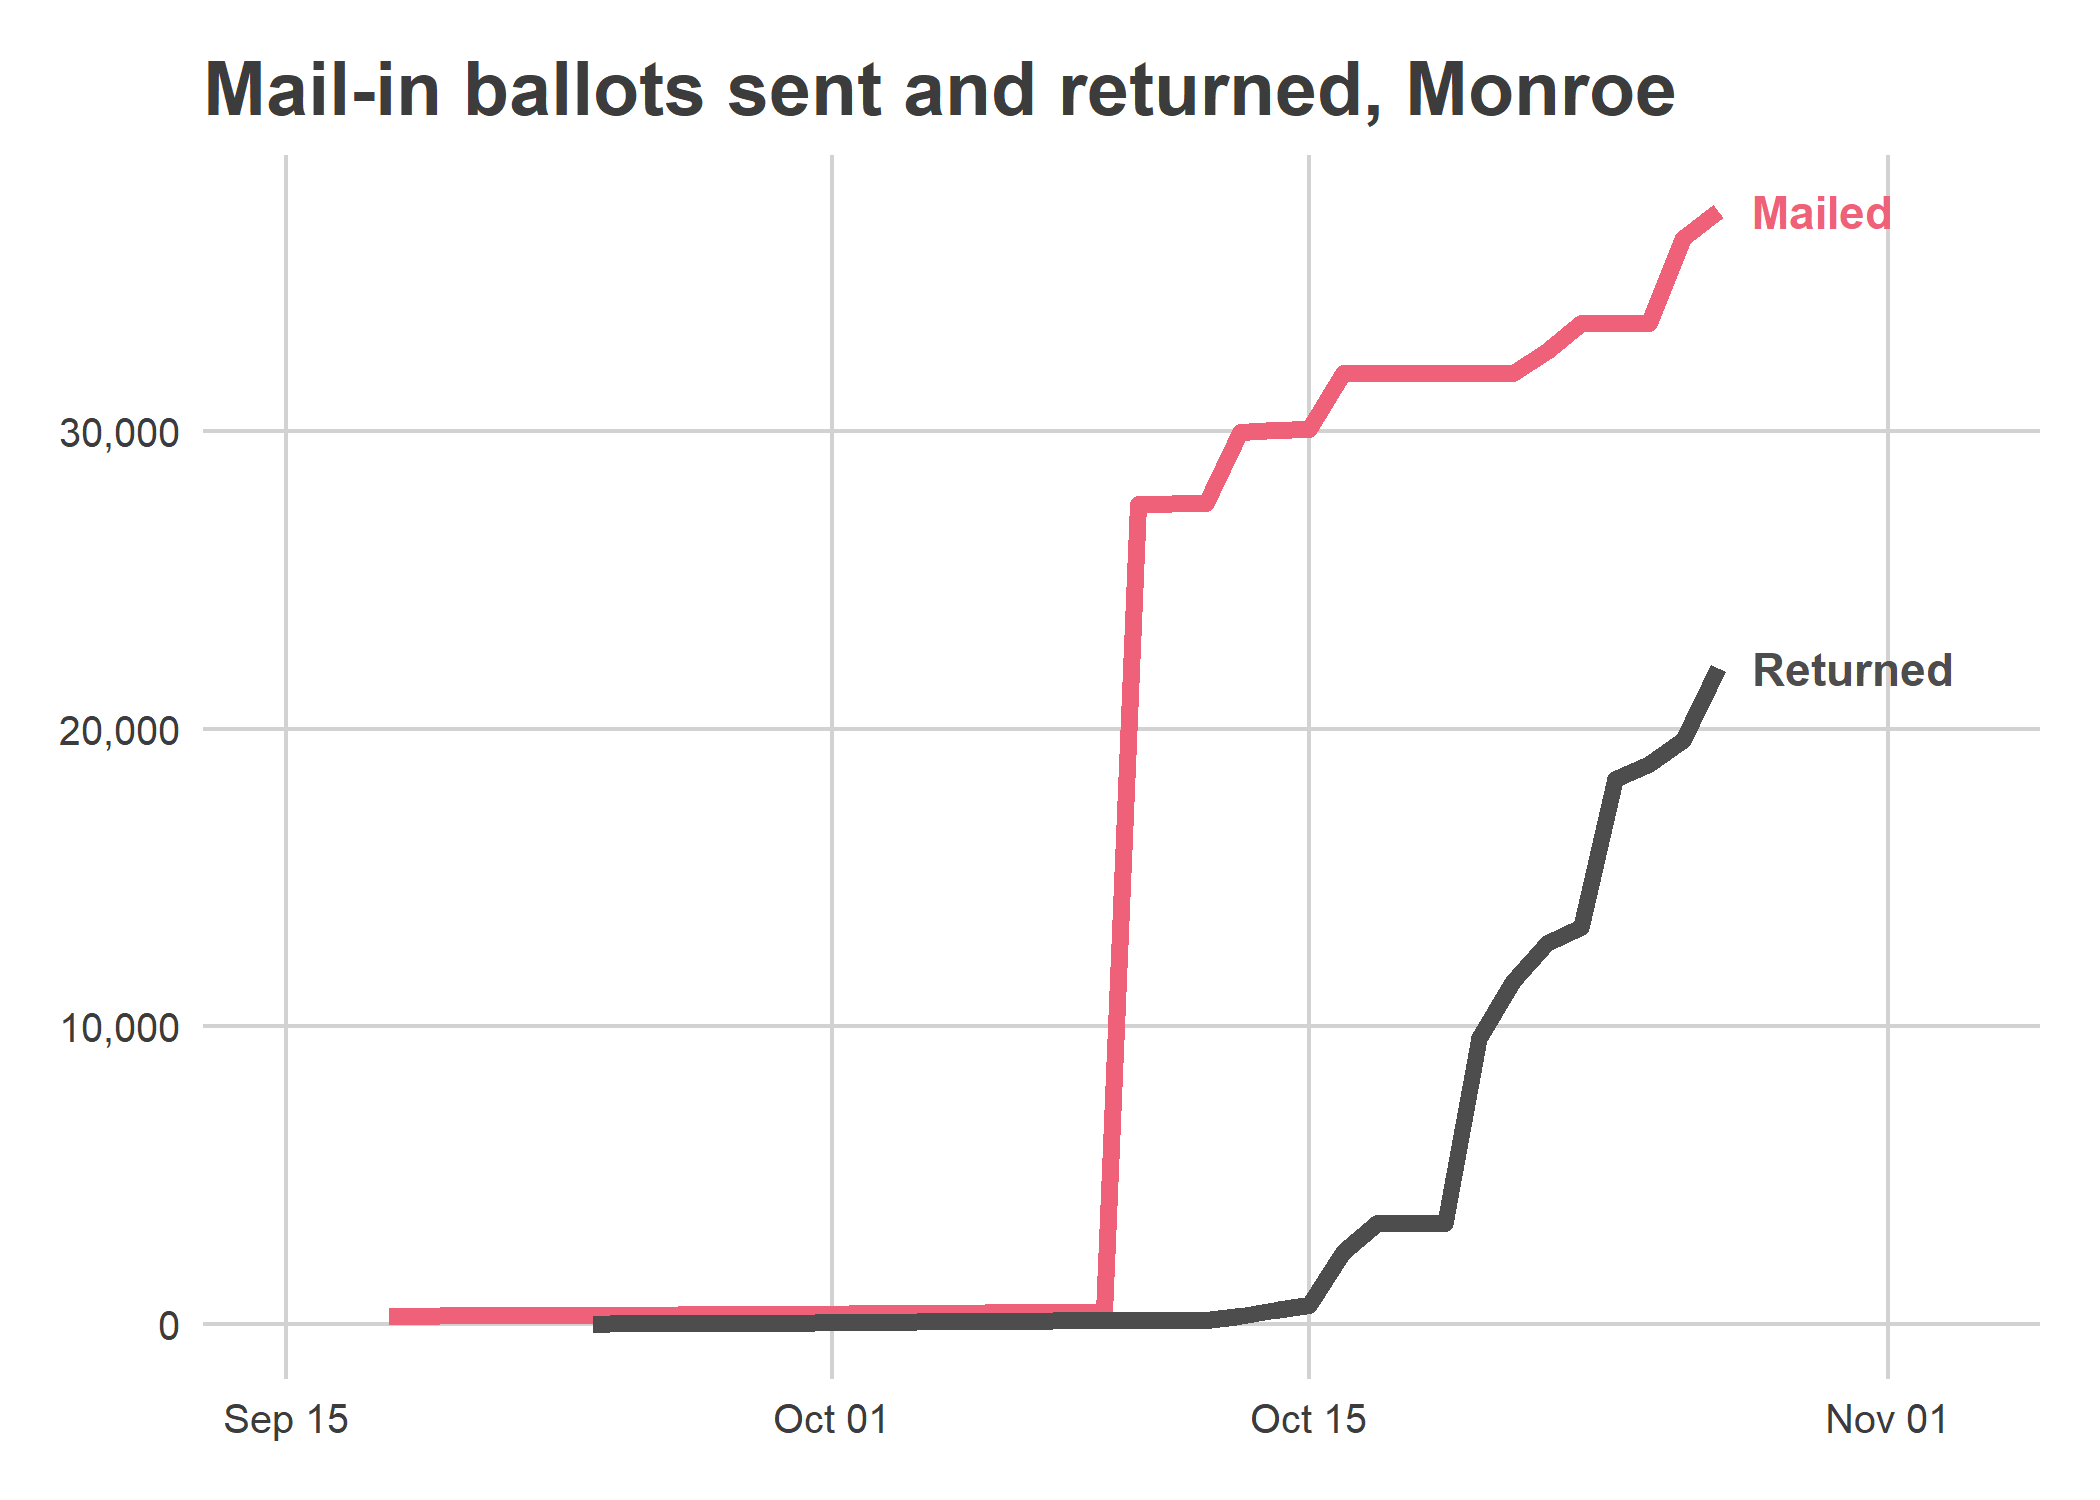 Mail-in ballots sent and returned, Monroe
Mailed
30,000
Returned
20,000
10,000
0
Sep 15
Oct 01
Oct 15
Nov 01